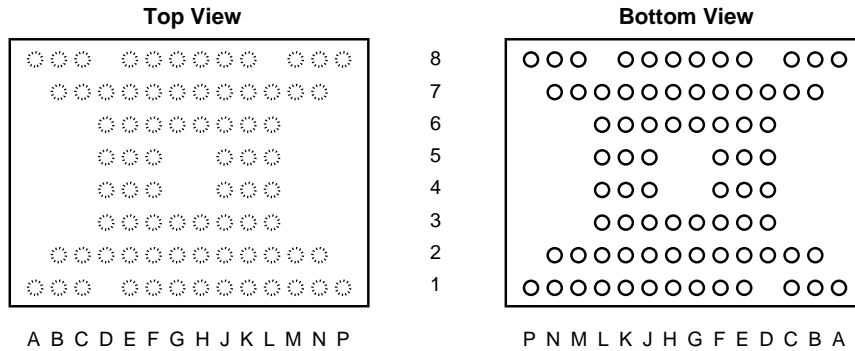 Top View
Bottom View
8
7
6
5
4
3
2
1
A B C D E F G H J K L M N P
P N M L K J H G F E D C B A